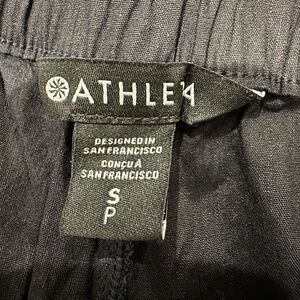 ATHLETA
DESIGNED IN
SAN FRANCISCO
CONÇU À
SAN FRANCISCO
S
P